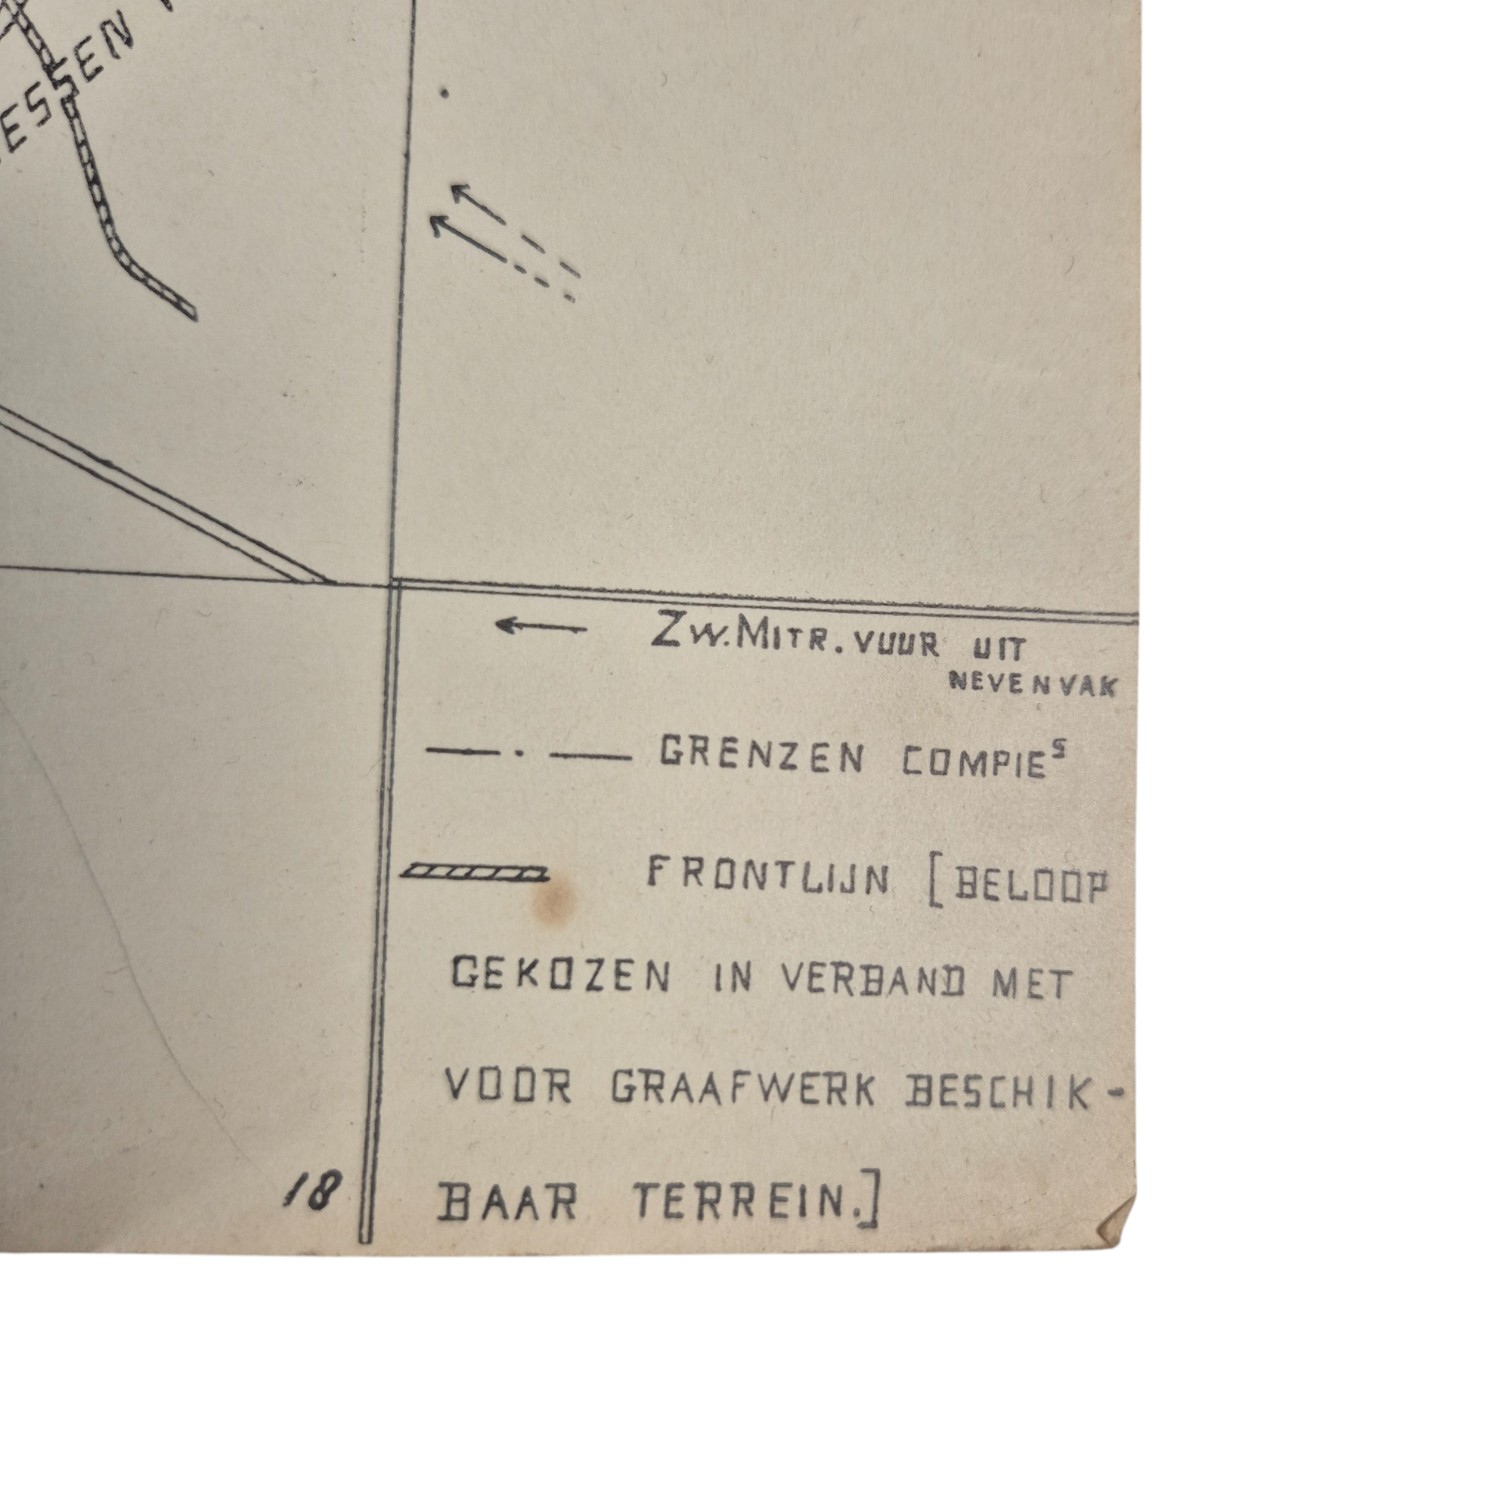 ESSEN
Zw. MITR. VUUR UIT
NEVENVAK
GRENZEN COMPIEˢ
FRONTLIJN [BELOOP
GEKOZEN IN VERBAND MET
VOOR GRAAFWERK BESCHIK-
BAAR TERREIN.]
18